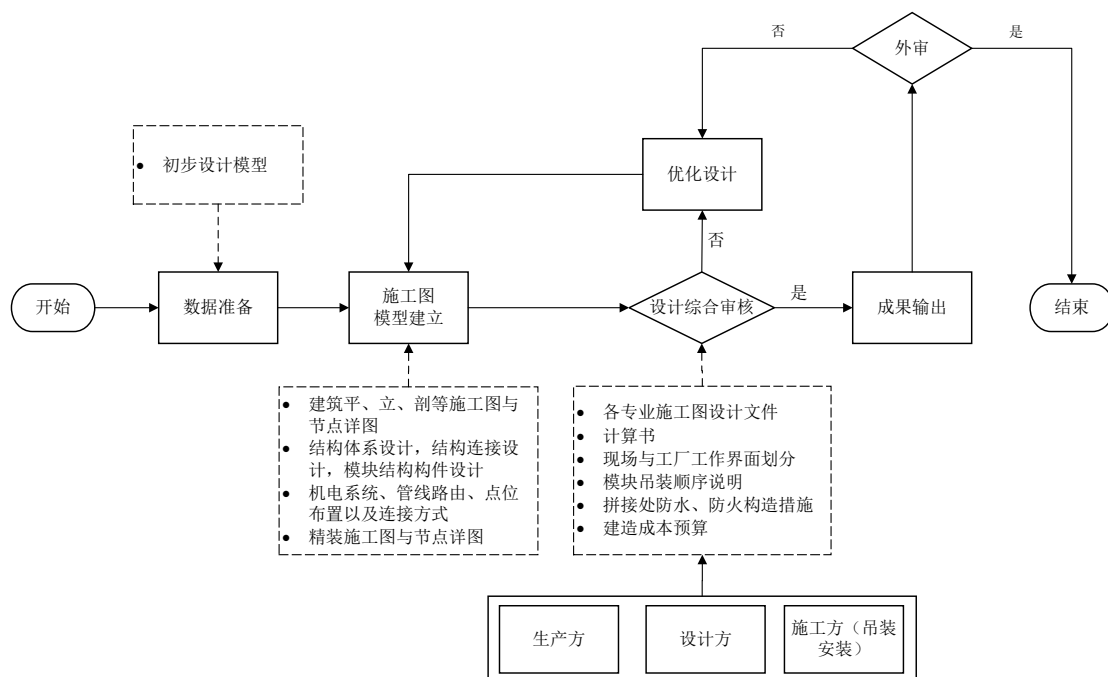 否
外审
是
初步设计模型
优化设计
否
开始
数据准备
施工图
模型建立
设计综合审核
是
成果输出
结束
建筑平、立、剖等施工图与
节点详图
结构体系设计，结构连接设
计，模块结构构件设计
机电系统、管线路由、点位
布置以及连接方式
精装施工图与节点详图
各专业施工图设计文件
计算书
现场与工厂工作界面划分
模块吊装顺序说明
拼接处防水、防火构造措施
建造成本预算
生产方
设计方
施工方（吊装
安装）